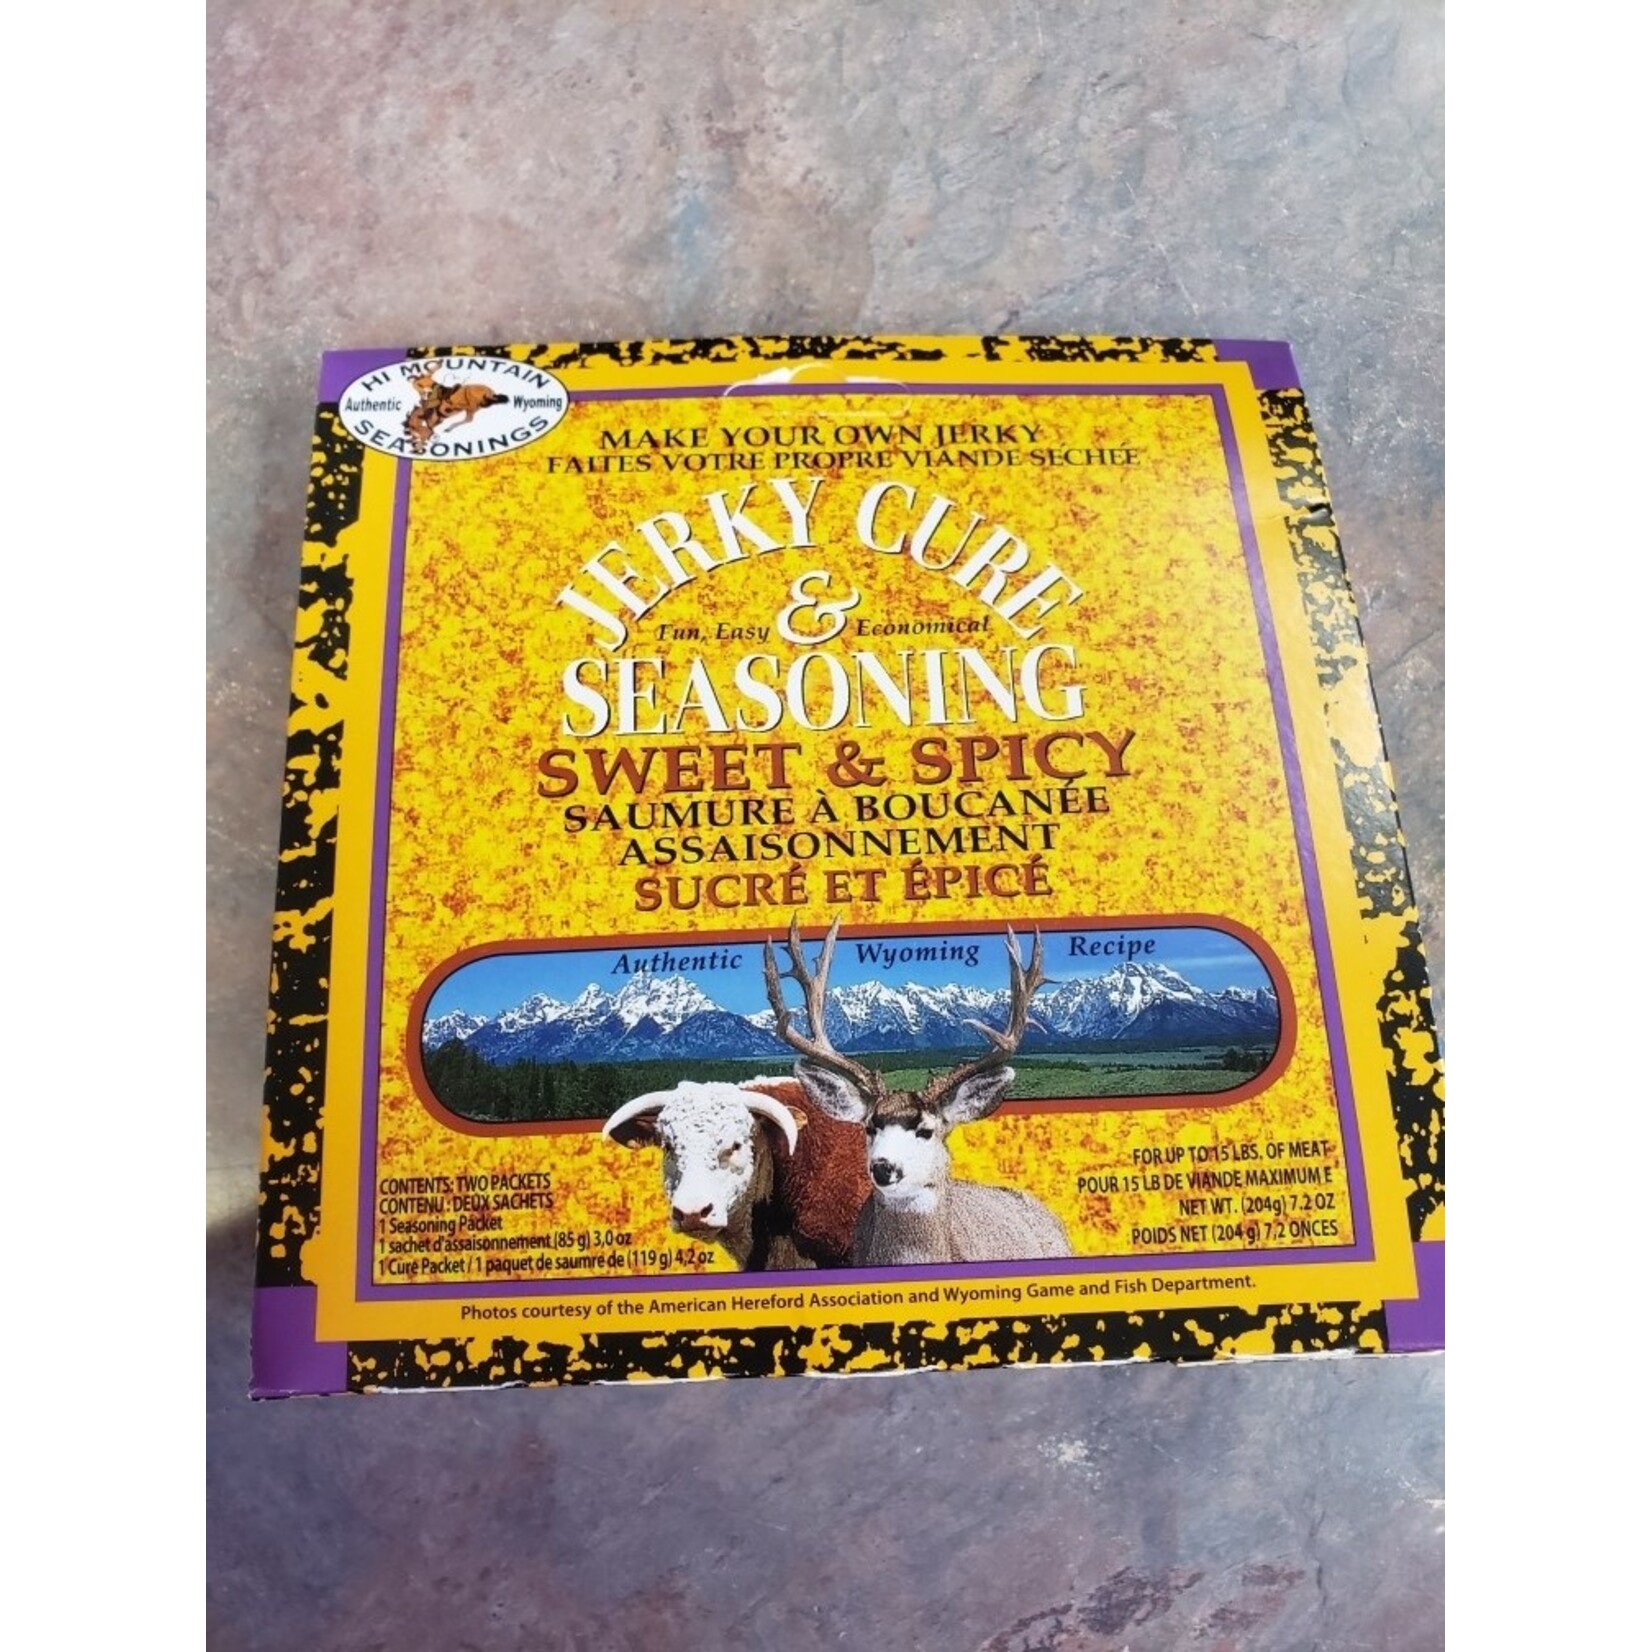 HI MOUNTAIN
Authentic Wyoming
SEASONINGS
MAKE YOUR OWN JERKY
FAITES VOTRE PROPRE VIANDE SECHÉE
JERKY CURE
Fun, Easy & Economical
SEASONING
SWEET & SPICY
SAUMURE À BOUCANÉE
ASSAISONNEMENT
SUCRÉ ET ÉPICÉ
Authentic Wyoming Recipe
CONTENTS: TWO PACKETS
CONTENU : DEUX SACHETS
1 Seasoning Packet
1 sachet d'assaisonnement (85 g) 3,0 oz
1 Cure Packet / 1 paquet de saumre de (119 g) 4,2 oz
FOR UP TO 15 LBS. OF MEAT
POUR 15 LB DE VIANDE MAXIMUM E
NET WT. (204g) 7.2 OZ
POIDS NET (204 g) 7,2 ONCES
Photos courtesy of the American Hereford Association and Wyoming Game and Fish Department.